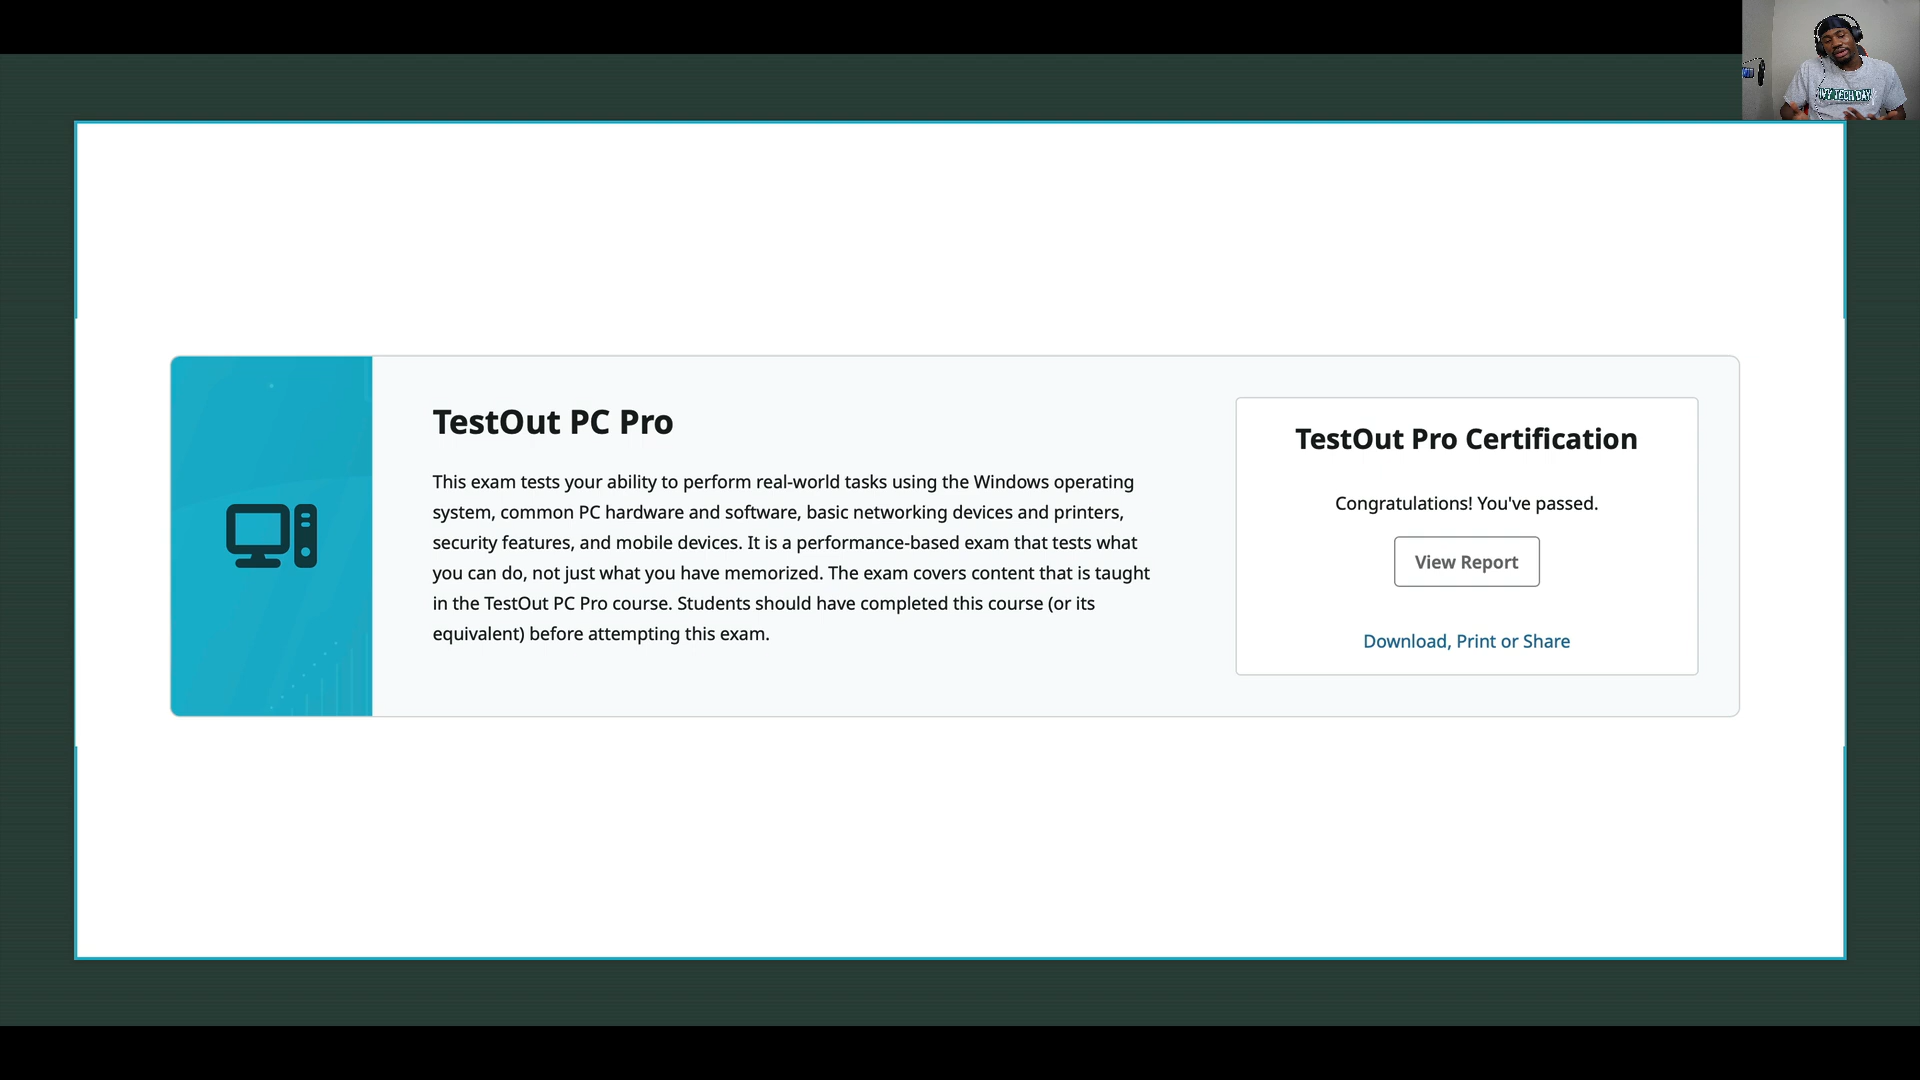 IVY TECH DAY
TestOut PC Pro
This exam tests your ability to perform real-world tasks using the Windows operating
system, common PC hardware and software, basic networking devices and printers,
security features, and mobile devices. It is a performance-based exam that tests what
you can do, not just what you have memorized. The exam covers content that is taught
in the TestOut PC Pro course. Students should have completed this course (or its
equivalent) before attempting this exam.
TestOut Pro Certification
Congratulations! You've passed.
View Report
Download, Print or Share